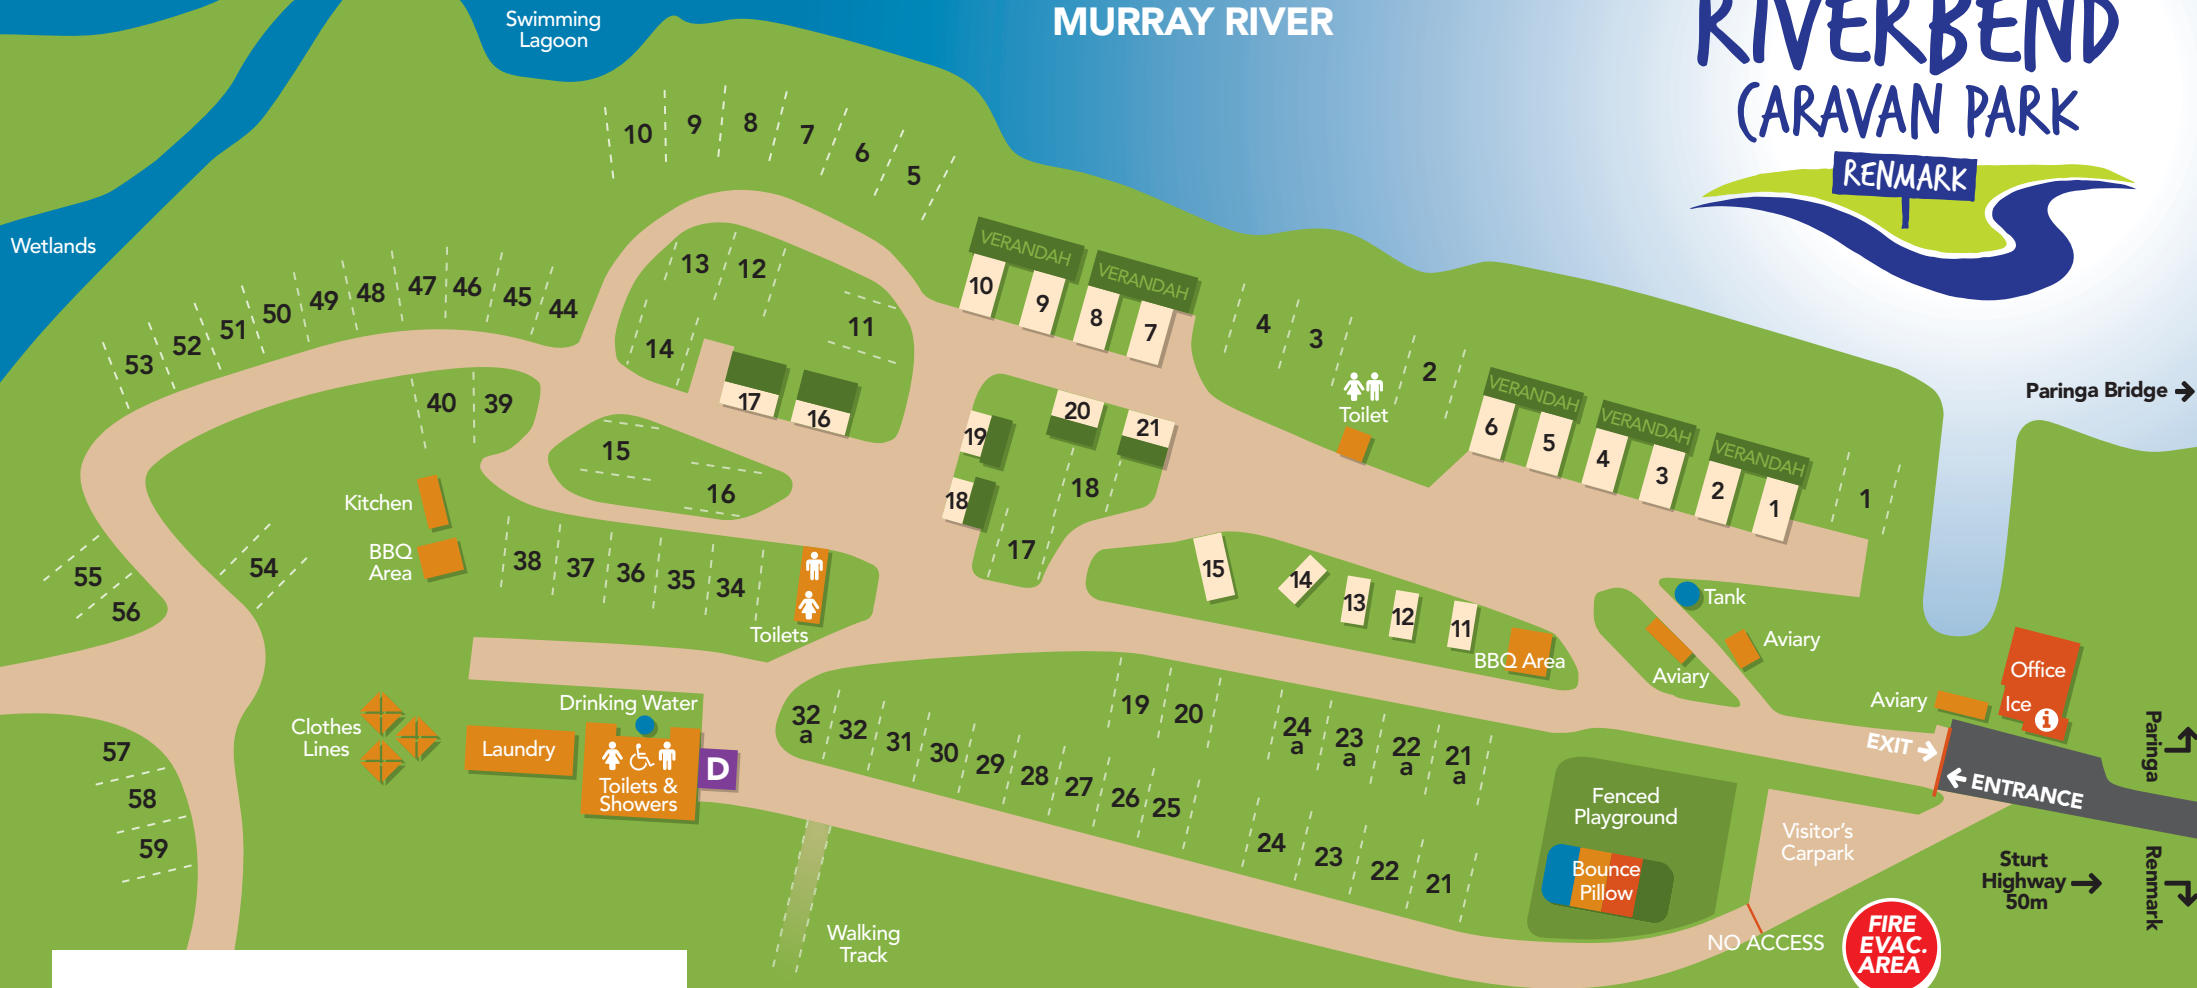 Swimming
Lagoon
MURRAY RIVER
RIVERBEND
CARAVAN PARK
RENMARK
10
9
8
7
6
5
Wetlands
VERANDAH
VERANDAH
10
9
8
7
13
12
11
14
17
16
53
52
51
50
49
48
47
46
45
44
4
3
2
Toilet
Paringa Bridge
VERANDAH
VERANDAH
VERANDAH
6
5
4
3
2
1
1
40
39
15
16
19
20
21
18
18
17
Kitchen
BBQ
Area
38
37
36
35
34
Toilets
55
54
56
15
14
13
12
11
BBQ Area
Tank
Aviary
Aviary
Aviary
Office
Ice
i
EXIT
ENTRANCE
Paringa
Clothes
Lines
Laundry
Drinking Water
Toilets &
Showers
D
57
58
59
32
a
32
31
30
29
28
27
26
25
19
20
24
a
23
a
22
a
21
a
24
23
22
21
Fenced
Playground
Bounce
Pillow
Visitor's
Carpark
Sturt
Highway
50m
Renmark
Walking
Track
NO ACCESS
FIRE
EVAC.
AREA